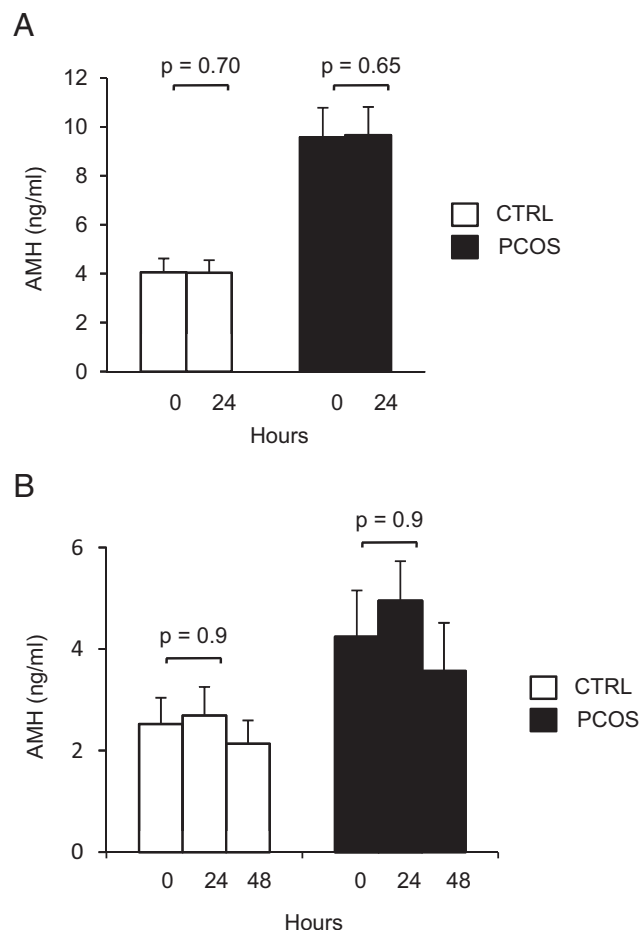 A
p = 0.70 p = 0.65
12
10
8
6
4
2
0
AMH (ng/ml)
CTRL
PCOS
0 24 0 24
Hours
B
p = 0.9
p = 0.9
6
4
2
0
AMH (ng/ml)
CTRL
PCOS
0 24 48 0 24 48
Hours